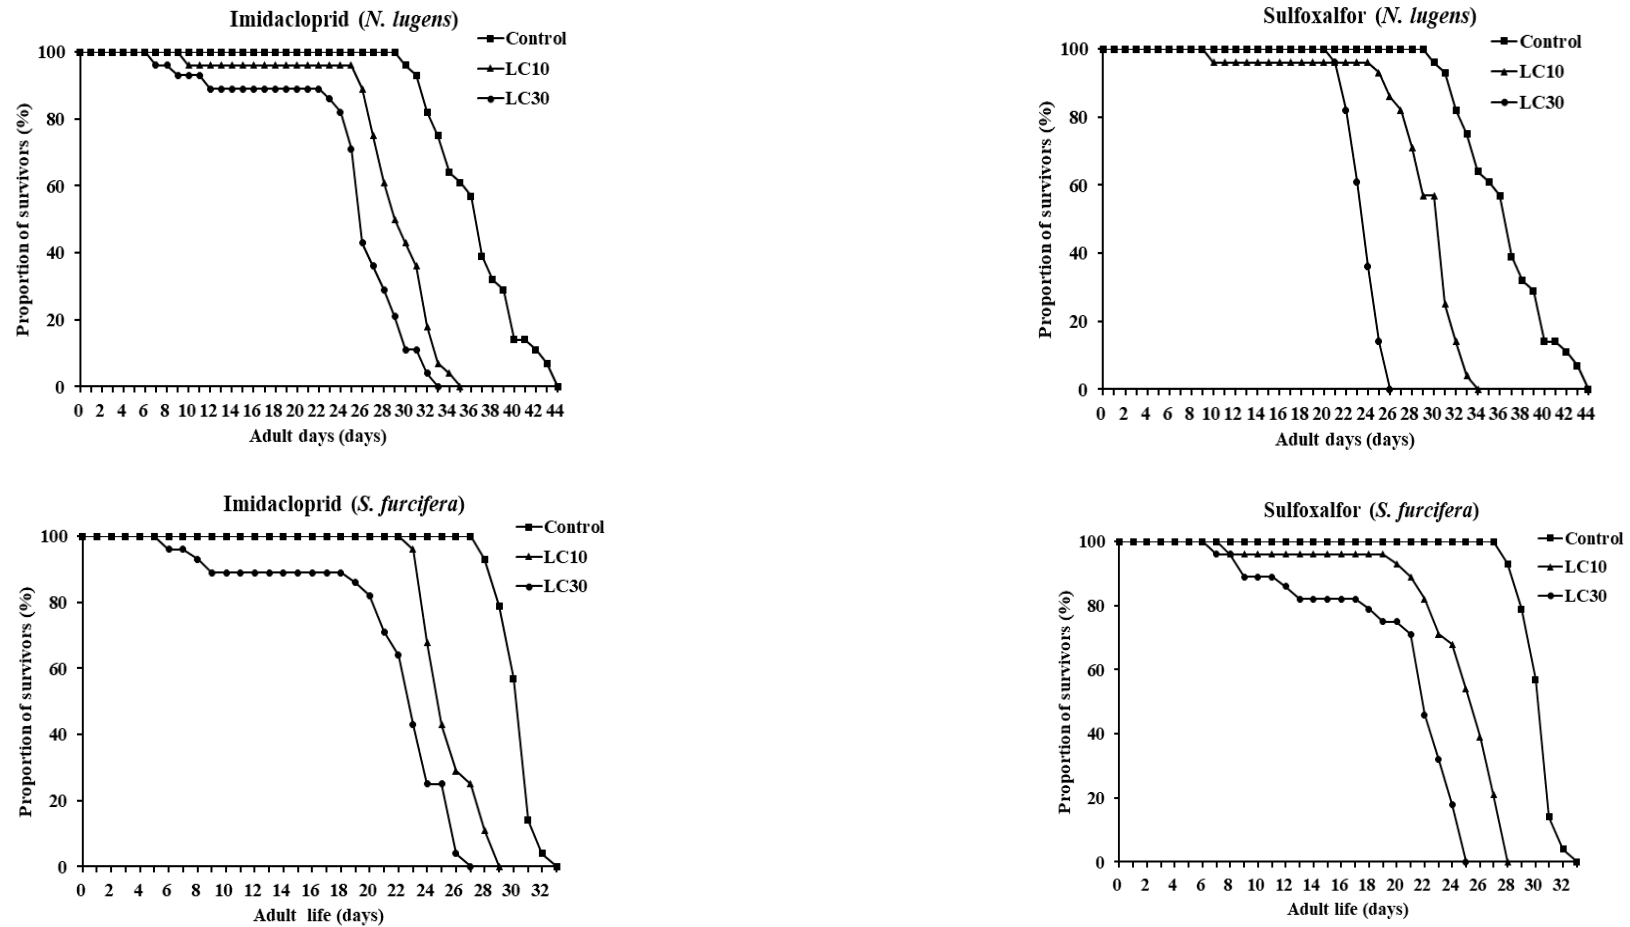 Imidacloprid (N. lugens)
Control
LC10
LC30
Proportion of survivors (%)
100
80
60
40
20
0
0 2 4 6 8 10 12 14 16 18 20 22 24 26 28 30 32 34 36 38 40 42 44
Adult days (days)
Sulfoxalfor (N. lugens)
Control
LC10
LC30
Proportion of survivors (%)
100
80
60
40
20
0
0 2 4 6 8 10 12 14 16 18 20 22 24 26 28 30 32 34 36 38 40 42 44
Adult days (days)
Imidacloprid (S. furcifera)
Control
LC10
LC30
Proportion of survivors (%)
100
80
60
40
20
0
0 2 4 6 8 10 12 14 16 18 20 22 24 26 28 30 32
Adult life (days)
Sulfoxalfor (S. furcifera)
Control
LC10
LC30
Proportion of survivors (%)
100
80
60
40
20
0
0 2 4 6 8 10 12 14 16 18 20 22 24 26 28 30 32
Adult life (days)